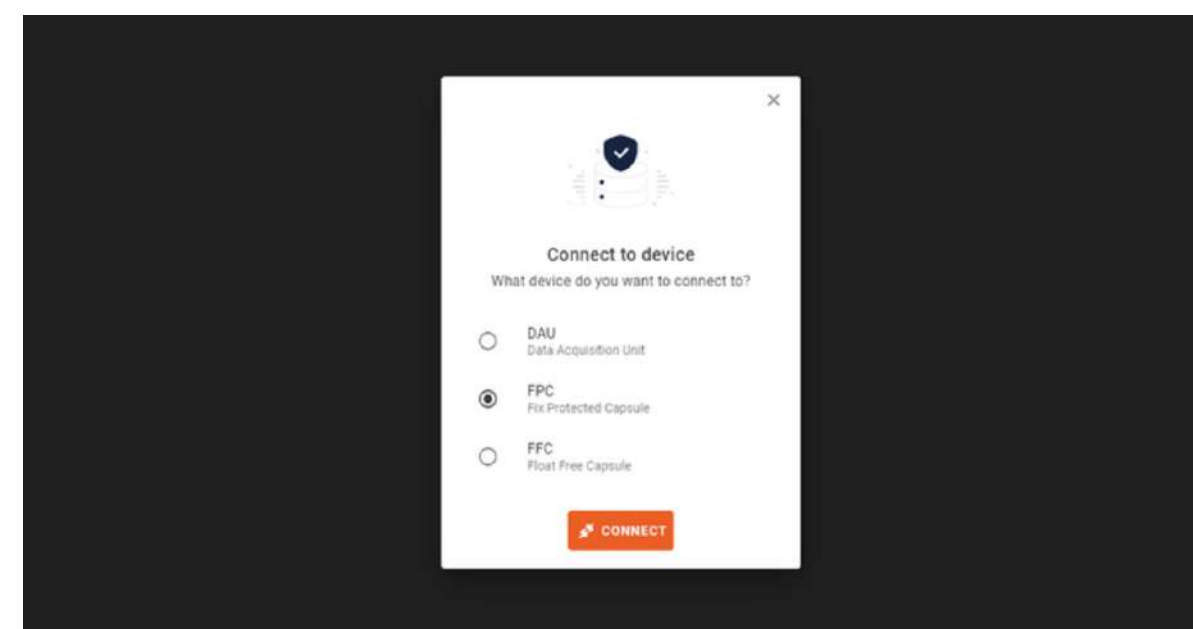 Connect to device
What device do you want to connect to?
DAU
Data Acquisition Unit
FPC
Fix Protected Capsule
FFC
Float Free Capsule
CONNECT